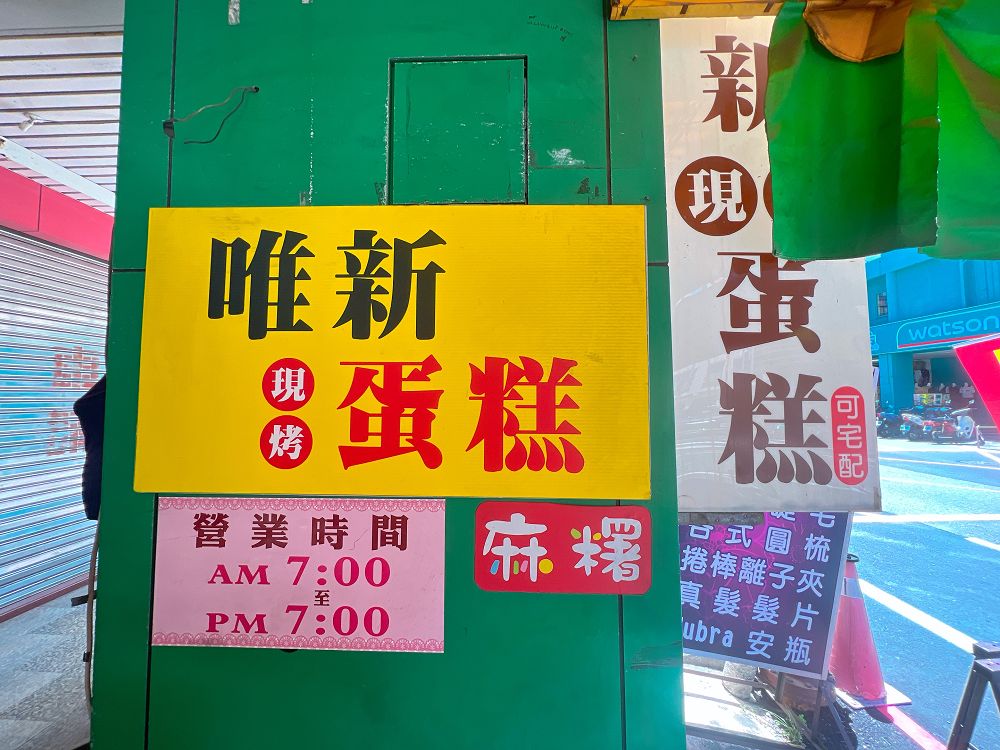 唯新
現烤 蛋糕
營業時間
AM 7:00
至
PM 7:00
麻糬
新
現
蛋
糕
可宅配
watson
台式圓梳
捲棒離子夾
真髮髮片
ubra 安瓶